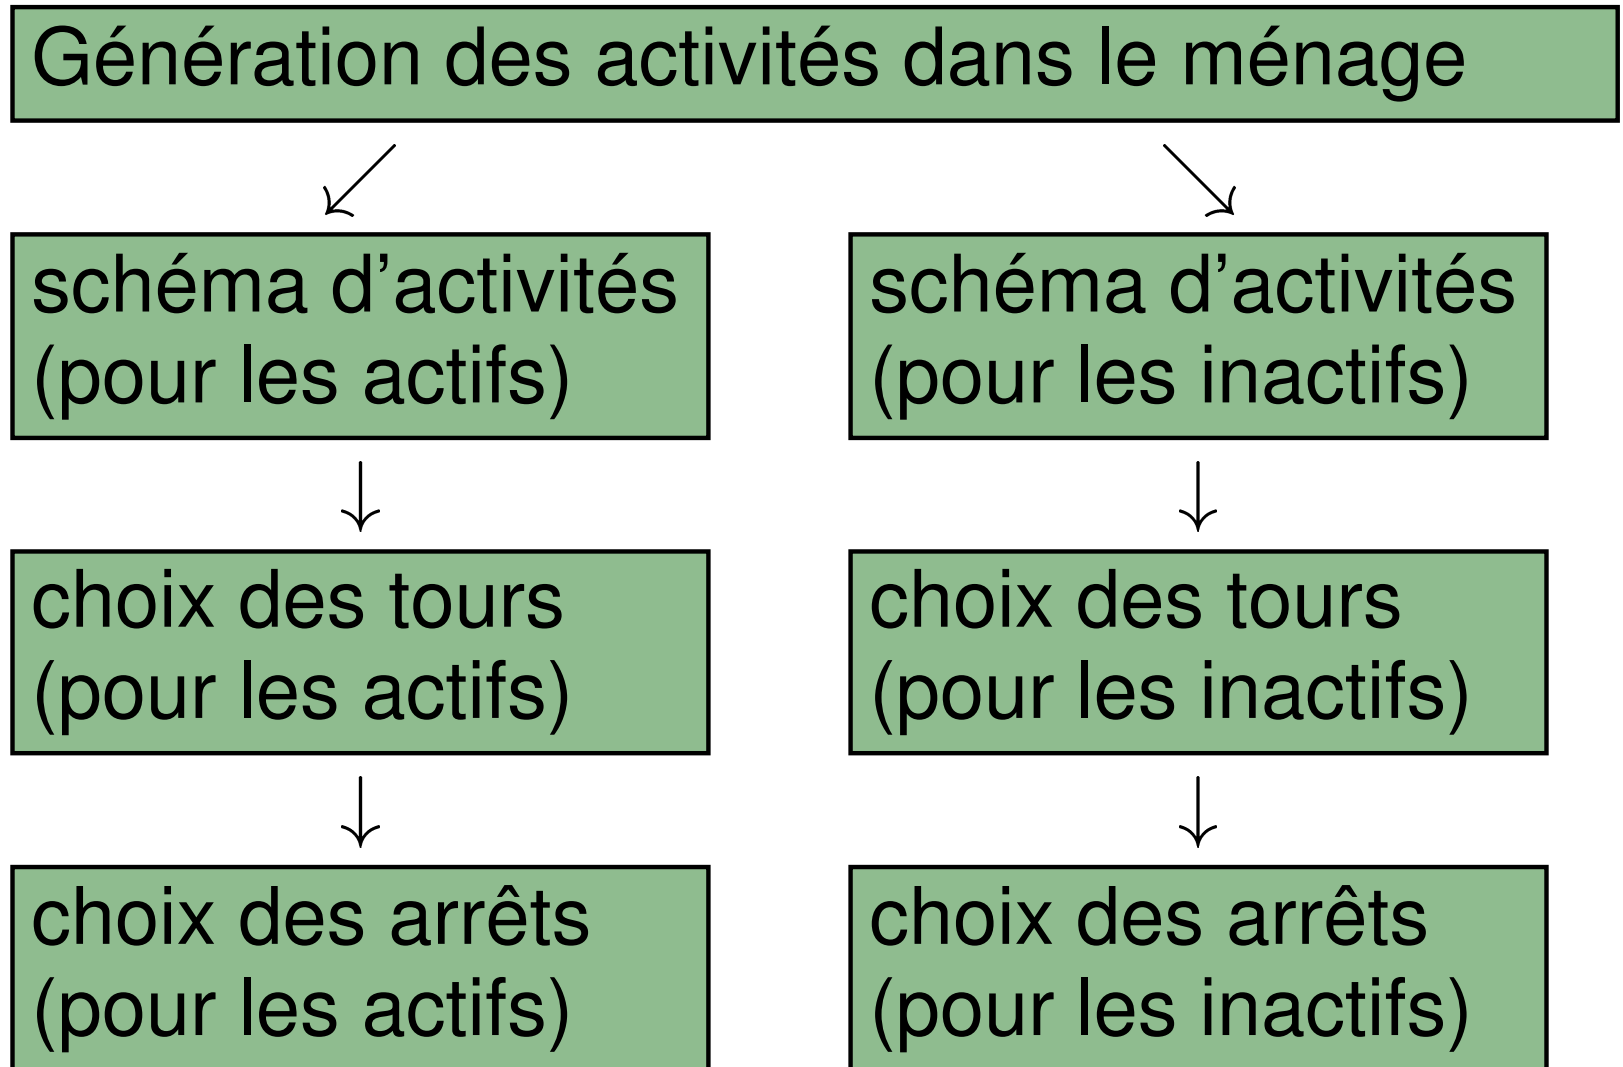 Génération des activités dans le ménage
schéma d'activités
(pour les actifs)
schéma d'activités
(pour les inactifs)
choix des tours
(pour les actifs)
choix des tours
(pour les inactifs)
choix des arrêts
(pour les actifs)
choix des arrêts
(pour les inactifs)